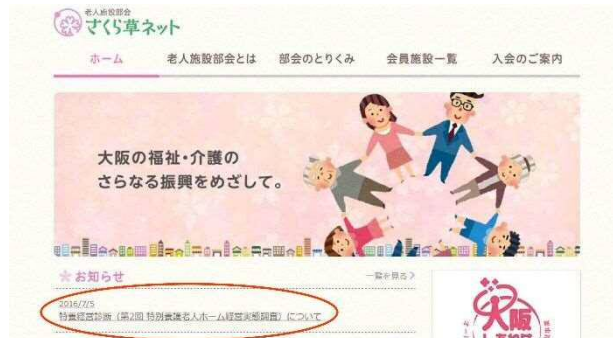 老人施設部会
さくら草ネット
ホーム 老人施設部会とは 部会のとりくみ 会員施設一覧 入会のご案内
大阪の福祉・介護の
さらなる振興をめざして。
お知らせ 一覧を見る
2016/7/5
特養経営診断（第2回 特別養護老人ホーム経営実態調査）について
大阪